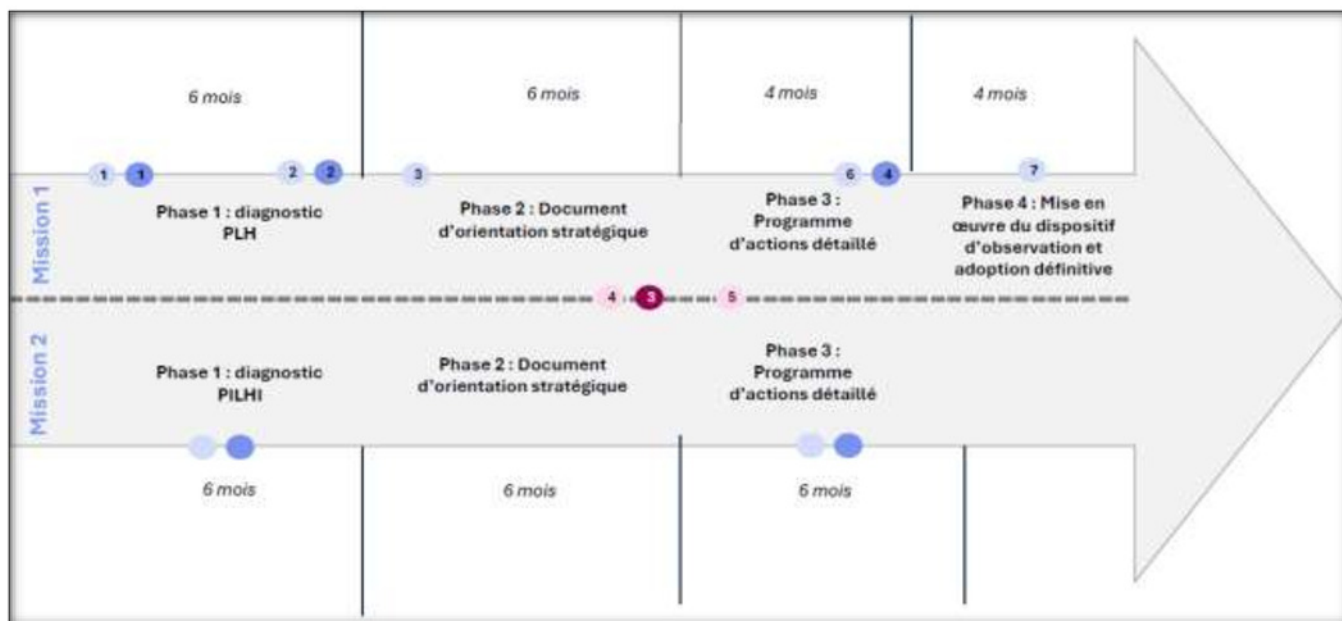 6 mois
6 mois
4 mois
4 mois
1
1
2
2
3
6
4
7
Mission 1
Phase 1 : diagnostic
PLH
Phase 2 : Document
d'orientation stratégique
Phase 3 :
Programme
d'actions détaillé
Phase 4 : Mise en
œuvre du dispositif
d'observation et
adoption définitive
4
3
5
Mission 2
Phase 1 : diagnostic
PILHI
Phase 2 : Document
d'orientation stratégique
Phase 3 :
Programme
d'actions détaillé
6 mois
6 mois
6 mois